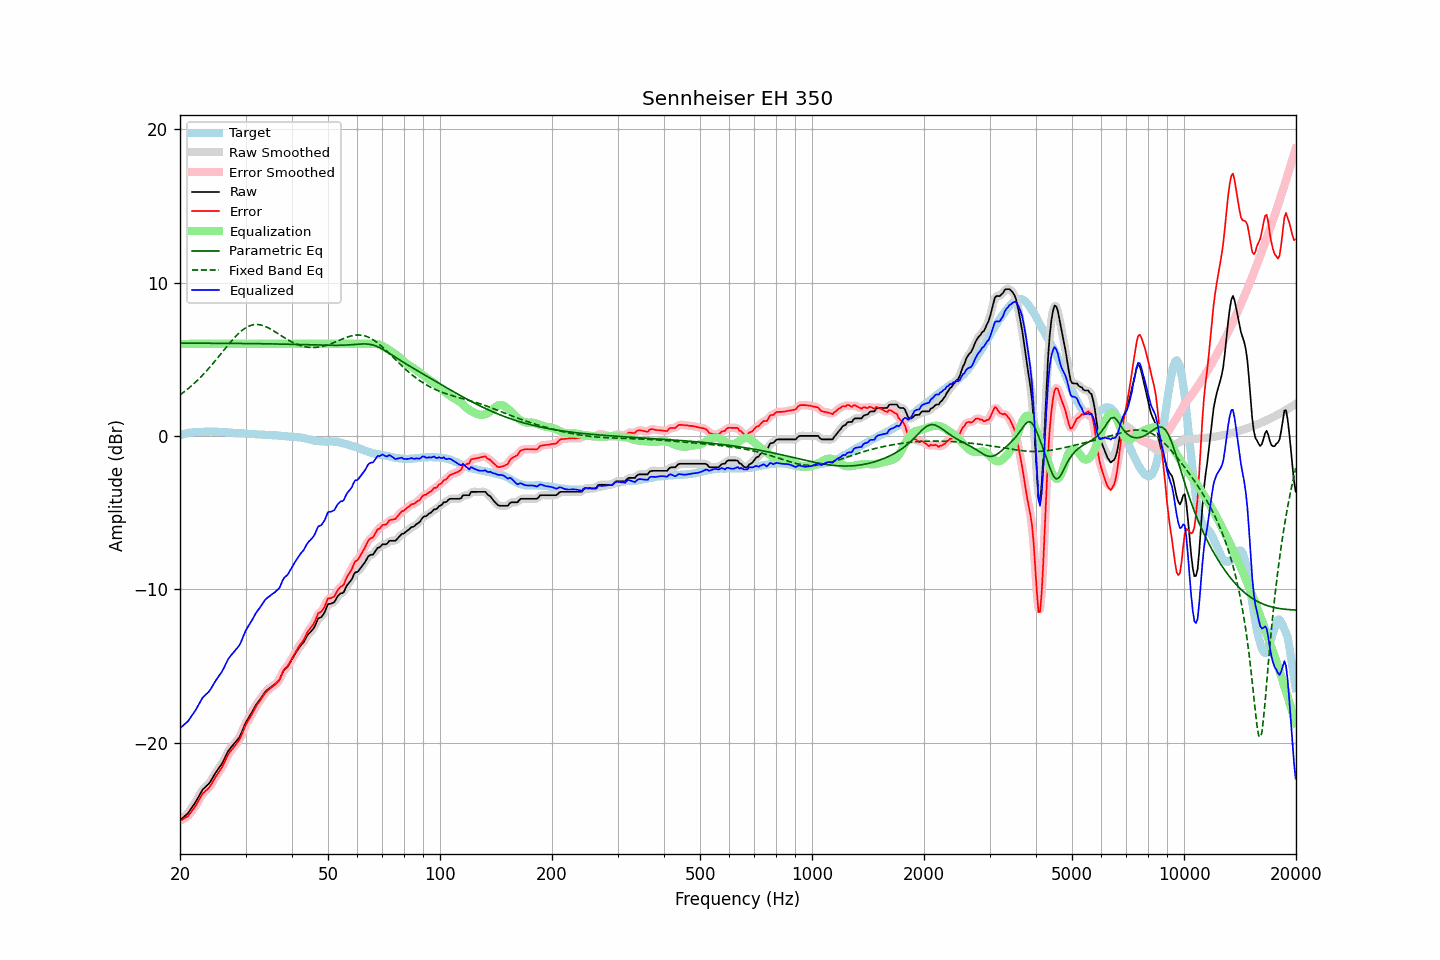 Sennheiser EH 350
Target
Raw Smoothed
Error Smoothed
Raw
Error
Equalization
Parametric Eq
Fixed Band Eq
Equalized
20
10
0
−10
−20
Amplitude (dBr)
20 50 100 200 500 1000 2000 5000 10000 20000
Frequency (Hz)